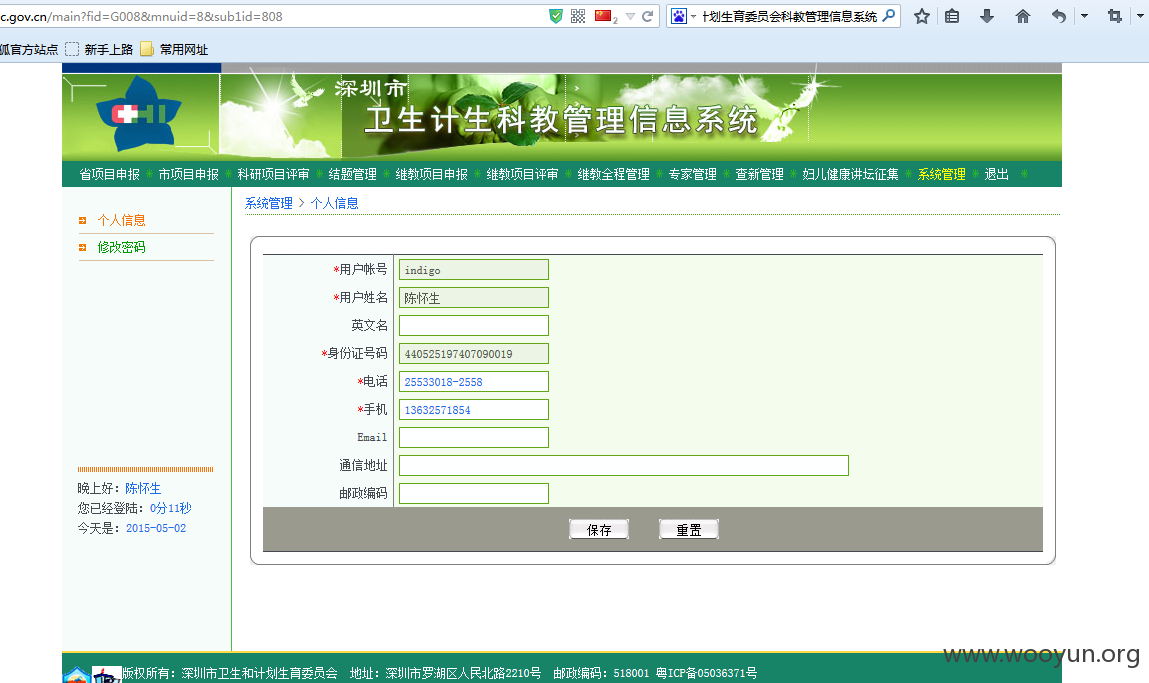 c.gov.cn/main?fid=G008&mnuid=8&sub1id=808
2
计划生育委员会科教管理信息系统
狐官方站点 新手上路 常用网址
CHI
深圳市
卫生计生科教管理信息系统
省项目申报 * 市项目申报 * 科研项目评审 * 结题管理 * 继教项目申报 * 继教项目评审 * 继教全程管理 * 专家管理 * 查新管理 * 妇儿健康讲坛征集 * 系统管理 * 退出 *
系统管理 > 个人信息
个人信息
修改密码
*用户帐号 indigo
*用户姓名 陈怀生
英文名
*身份证号码 440525197407090019
*电话 25533018-2558
*手机 13632571854
Email
通信地址
邮政编码
保存 重置
晚上好：陈怀生
您已经登陆：0分11秒
今天是：2015-05-02
www.wooyun.org
版权所有：深圳市卫生和计划生育委员会 地址：深圳市罗湖区人民北路2210号 邮政编码：518001 粤ICP备05036371号